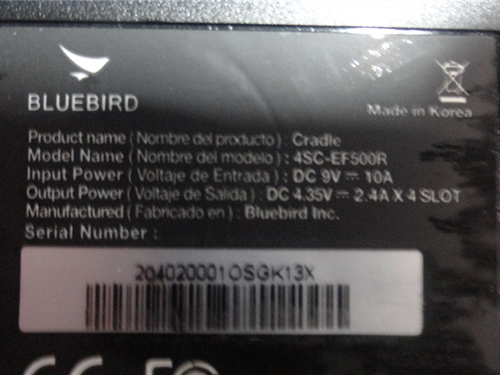 BLUEBIRD
Made in Korea
Product name ( Nombre del producto ) : Cradle
Model Name ( Nombre del modelo ) : 4SC-EF500R
Input Power ( Voltaje de Entrada ) : DC 9V ⎓ 10A
Output Power ( Voltaje de Salida) : DC 4.35V ⎓ 2.4A X 4 SLOT
Manufactured ( Fabricado en ) : Bluebird Inc.
Serial Number :
204020001OSGK13X